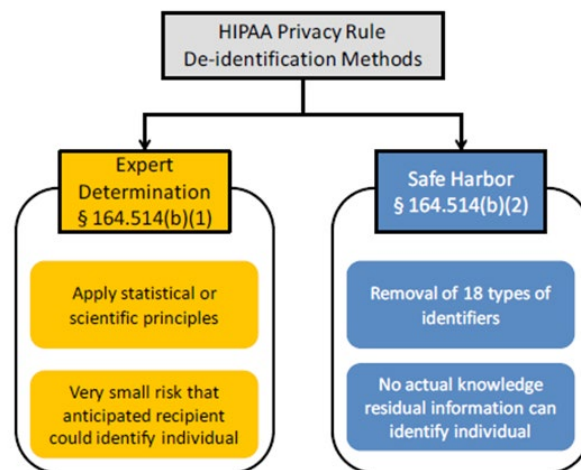 HIPAA Privacy Rule
De-identification Methods
Expert
Determination
§ 164.514(b)(1)
Apply statistical or
scientific principles
Very small risk that
anticipated recipient
could identify individual
Safe Harbor
§ 164.514(b)(2)
Removal of 18 types of
identifiers
No actual knowledge
residual information can
identify individual